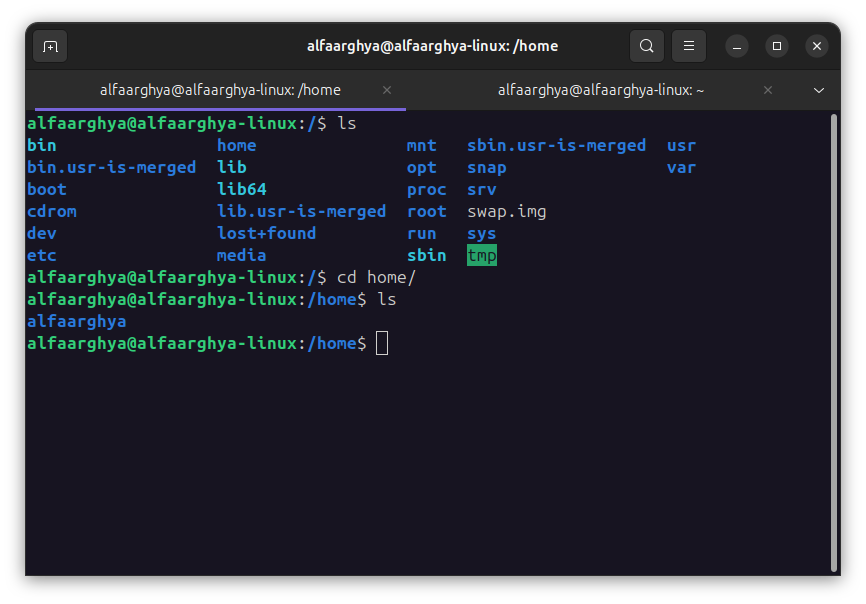 alfaarghya@alfaarghya-linux: /home
alfaarghya@alfaarghya-linux: /home alfaarghya@alfaarghya-linux: ~
alfaarghya@alfaarghya-linux:/$ ls
bin home mnt sbin.usr-is-merged usr
bin.usr-is-merged lib opt snap var
boot lib64 proc srv
cdrom lib.usr-is-merged root swap.img
dev lost+found run sys
etc media sbin tmp
alfaarghya@alfaarghya-linux:/$ cd home/
alfaarghya@alfaarghya-linux:/home$ ls
alfaarghya
alfaarghya@alfaarghya-linux:/home$